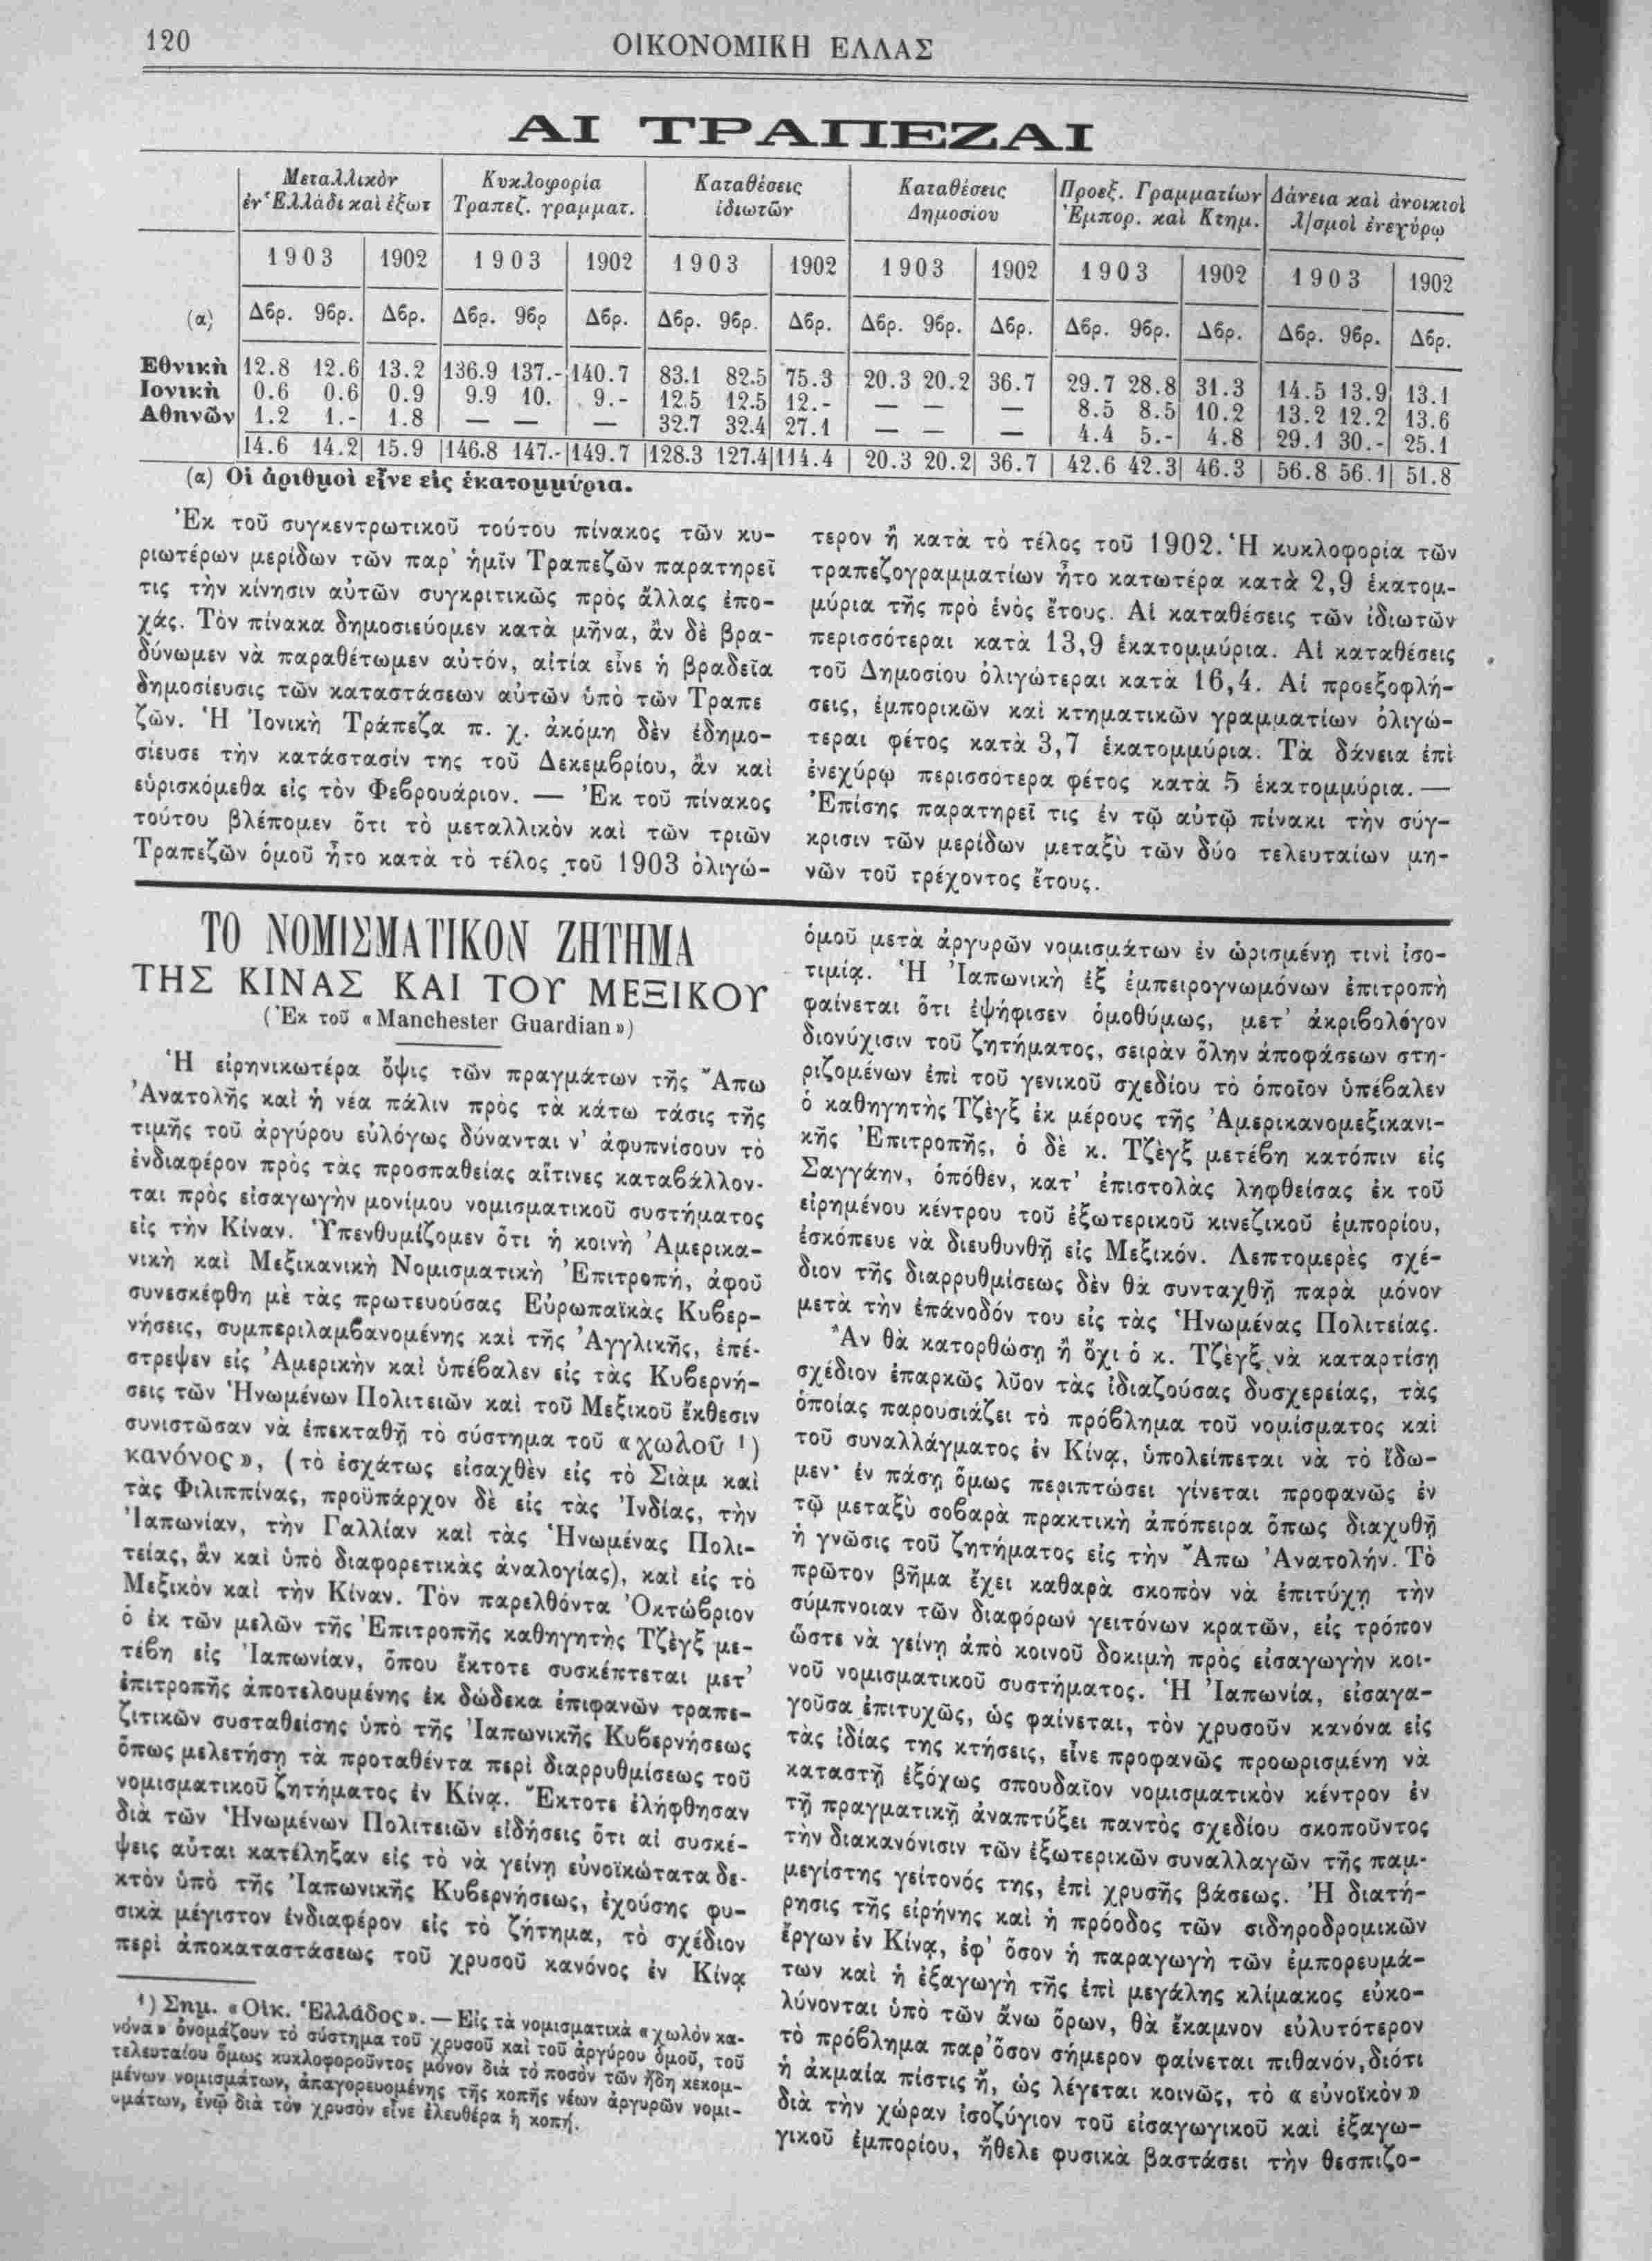 120
ΟΙΚΟΝΟΜΙΚΗ ΕΛΛΑΣ
ΑΙ ΤΡΑΠΕΖΑΙ
Μεταλλικὸν Κυκλοφορία Καταθέσεις Καταθέσεις Προεξ. Γραμματίων Δάνεια καὶ ἀνοικτοὶ
ἐν Ἑλλάδι καὶ ἐξωτ Τραπεζ. γραμματ. ἰδιωτῶν Δημοσίου Ἐμπορ. καὶ Κτημ. λ/σμοὶ ἐνεχύρῳ
1903 1902 1903 1902 1903 1902 1903 1902 1903 1902 1903 1902
(α) Δβρ. 9βρ. Δβρ. Δβρ. 9βρ Δβρ. Δβρ. 9βρ. Δβρ. Δβρ. 9βρ. Δβρ. Δβρ. 9βρ. Δβρ. Δβρ. 9βρ. Δβρ.
Εθνικὴ 12.8 12.6 13.2 136.9 137.- 140.7 83.1 82.5 75.3 20.3 20.2 36.7 29.7 28.8 31.3 14.5 13.9 13.1
Ιονικὴ 0.6 0.6 0.9 9.9 10. 9.- 12.5 12.5 12.- — — — 8.5 8.5 10.2 13.2 12.2 13.6
Αθηνῶν 1.2 1.- 1.8 — — — 32.7 32.4 27.1 — — — 4.4 5.- 4.8 29.1 30.- 25.1
14.6 14.2 15.9 146.8 147.- 149.7 128.3 127.4 114.4 20.3 20.2 36.7 42.6 42.3 46.3 56.8 56.1 51.8
(α) Οἱ ἀριθμοὶ εἶνε εἰς ἑκατομμύρια.
Ἐκ τοῦ συγκεντρωτικοῦ τούτου πίνακος τῶν κυ-
ριωτέρων μερίδων τῶν παρ' ἡμῖν Τραπεζῶν παρατηρεῖ
τις τὴν κίνησιν αὐτῶν συγκριτικῶς πρὸς ἄλλας ἐπο-
χάς. Τὸν πίνακα δημοσιεύομεν κατὰ μῆνα, ἂν δὲ βρα-
δύνωμεν νὰ παραθέτωμεν αὐτόν, αἰτία εἶνε ἡ βραδεῖα
δημοσίευσις τῶν καταστάσεων αὐτῶν ὑπὸ τῶν Τραπε
ζῶν. Ἡ Ἰονικὴ Τράπεζα π. χ. ἀκόμη δὲν ἐδημο-
σίευσε τὴν κατάστασίν της τοῦ Δεκεμβρίου, ἂν καὶ
εὑρισκόμεθα εἰς τὸν Φεβρουάριον. — Ἐκ τοῦ πίνακος
τούτου βλέπομεν ὅτι τὸ μεταλλικὸν καὶ τῶν τριῶν
Τραπεζῶν ὁμοῦ ἦτο κατὰ τὸ τέλος τοῦ 1903 ὀλιγώ-
τερον ἢ κατὰ τὸ τέλος τοῦ 1902. Ἡ κυκλοφορία τῶν
τραπεζογραμματίων ἦτο κατωτέρα κατὰ 2,9 ἑκατομ-
μύρια τῆς πρὸ ἑνὸς ἔτους. Αἱ καταθέσεις τῶν ἰδιωτῶν
περισσότεραι κατὰ 13,9 ἑκατομμύρια. Αἱ καταθέσεις
τοῦ Δημοσίου ὀλιγώτεραι κατὰ 16,4. Αἱ προεξοφλή-
σεις, ἐμπορικῶν καὶ κτηματικῶν γραμματίων ὀλιγώ-
τεραι φέτος κατὰ 3,7 ἑκατομμύρια. Τὰ δάνεια ἐπὶ
ἐνεχύρῳ περισσότερα φέτος κατὰ 5 ἑκατομμύρια. —
Ἐπίσης παρατηρεῖ τις ἐν τῷ αὐτῷ πίνακι τὴν σύγ-
κρισιν τῶν μερίδων μεταξὺ τῶν δύο τελευταίων μη-
νῶν τοῦ τρέχοντος ἔτους.
ΤΟ ΝΟΜΙΣΜΑΤΙΚΟΝ ΖΗΤΗΜΑ
ΤΗΣ ΚΙΝΑΣ ΚΑΙ ΤΟΥ ΜΕΞΙΚΟΥ
(Ἐκ τοῦ «Manchester Guardian»)
Ἡ εἰρηνικωτέρα ὄψις τῶν πραγμάτων τῆς Ἄπω
Ἀνατολῆς καὶ ἡ νέα πάλιν πρὸς τὰ κάτω τάσις τῆς
τιμῆς τοῦ ἀργύρου εὐλόγως δύνανται ν' ἀφυπνίσουν τὸ
ἐνδιαφέρον πρὸς τὰς προσπαθείας αἵτινες καταβάλλον-
ται πρὸς εἰσαγωγὴν μονίμου νομισματικοῦ συστήματος
εἰς τὴν Κίναν. Ὑπενθυμίζομεν ὅτι ἡ κοινὴ Ἀμερικα-
νικὴ καὶ Μεξικανικὴ Νομισματικὴ Ἐπιτροπή, ἀφοῦ
συνεσκέφθη μὲ τὰς πρωτευούσας Εὐρωπαϊκὰς Κυβερ-
νήσεις, συμπεριλαμβανομένης καὶ τῆς Ἀγγλικῆς, ἐπέ-
στρεψεν εἰς Ἀμερικὴν καὶ ὑπέβαλεν εἰς τὰς Κυβερνή-
σεις τῶν Ἡνωμένων Πολιτειῶν καὶ τοῦ Μεξικοῦ ἔκθεσιν
συνιστῶσαν νὰ ἐπεκταθῇ τὸ σύστημα τοῦ «χωλοῦ ¹)
κανόνος», (τὸ ἐσχάτως εἰσαχθὲν εἰς τὸ Σιὰμ καὶ
τὰς Φιλιππίνας, προϋπάρχον δὲ εἰς τὰς Ἰνδίας, τὴν
Ἰαπωνίαν, τὴν Γαλλίαν καὶ τὰς Ἡνωμένας Πολι-
τείας, ἂν καὶ ὑπὸ διαφορετικὰς ἀναλογίας), καὶ εἰς τὸ
Μεξικὸν καὶ τὴν Κίναν. Τὸν παρελθόντα Ὀκτώβριον
ὁ ἐκ τῶν μελῶν τῆς Ἐπιτροπῆς καθηγητὴς Τζὲγξ με-
τέβη εἰς Ἰαπωνίαν, ὅπου ἔκτοτε συσκέπτεται μετ'
ἐπιτροπῆς ἀποτελουμένης ἐκ δώδεκα ἐπιφανῶν τραπε-
ζιτικῶν συσταθείσης ὑπὸ τῆς Ἰαπωνικῆς Κυβερνήσεως
ὅπως μελετήσῃ τὰ προταθέντα περὶ διαρρυθμίσεως τοῦ
νομισματικοῦ ζητήματος ἐν Κίνᾳ. Ἔκτοτε ἐλήφθησαν
διὰ τῶν Ἡνωμένων Πολιτειῶν εἰδήσεις ὅτι αἱ συσκέ-
ψεις αὗται κατέληξαν εἰς τὸ νὰ γείνῃ εὐνοϊκώτατα δε-
κτὸν ὑπὸ τῆς Ἰαπωνικῆς Κυβερνήσεως, ἐχούσης φυ-
σικὰ μέγιστον ἐνδιαφέρον εἰς τὸ ζήτημα, τὸ σχέδιον
περὶ ἀποκαταστάσεως τοῦ χρυσοῦ κανόνος ἐν Κίνᾳ
¹) Σημ. «Οἰκ. Ἑλλάδος». — Εἰς τὰ νομισματικὰ «χωλὸν κα-
νόνα» ὀνομάζουν τὸ σύστημα τοῦ χρυσοῦ καὶ τοῦ ἀργύρου ὁμοῦ, τοῦ
τελευταίου ὅμως κυκλοφοροῦντος μόνον διὰ τὸ ποσὸν τῶν ἤδη κεκομ-
μένων νομισμάτων, ἀπαγορευομένης τῆς κοπῆς νέων ἀργυρῶν νομι-
σμάτων, ἐνῷ διὰ τὸν χρυσὸν εἶνε ἐλευθέρα ἡ κοπή.
ὁμοῦ μετὰ ἀργυρῶν νομισμάτων ἐν ὡρισμένῃ τινὶ ἰσο-
τιμίᾳ. Ἡ Ἰαπωνικὴ ἐξ ἐμπειρογνωμόνων ἐπιτροπὴ
φαίνεται ὅτι ἐψήφισεν ὁμοθύμως, μετ' ἀκριβολόγον
διονύχισιν τοῦ ζητήματος, σειρὰν ὅλην ἀποφάσεων στη-
ριζομένων ἐπὶ τοῦ γενικοῦ σχεδίου τὸ ὁποῖον ὑπέβαλεν
ὁ καθηγητὴς Τζὲγξ ἐκ μέρους τῆς Ἀμερικανομεξικανι-
κῆς Ἐπιτροπῆς, ὁ δὲ κ. Τζὲγξ μετέβη κατόπιν εἰς
Σαγγάην, ὁπόθεν, κατ' ἐπιστολὰς ληφθείσας ἐκ τοῦ
εἰρημένου κέντρου τοῦ ἐξωτερικοῦ κινεζικοῦ ἐμπορίου,
ἐσκόπευε νὰ διευθυνθῇ εἰς Μεξικόν. Λεπτομερὲς σχέ-
διον τῆς διαρρυθμίσεως δὲν θὰ συνταχθῇ παρὰ μόνον
μετὰ τὴν ἐπάνοδόν του εἰς τὰς Ἡνωμένας Πολιτείας.
Ἂν θὰ κατορθώσῃ ἢ ὄχι ὁ κ. Τζὲγξ νὰ καταρτίσῃ
σχέδιον ἐπαρκῶς λῦον τὰς ἰδιαζούσας δυσχερείας, τὰς
ὁποίας παρουσιάζει τὸ πρόβλημα τοῦ νομίσματος καὶ
τοῦ συναλλάγματος ἐν Κίνᾳ, ὑπολείπεται νὰ τὸ ἴδω-
μεν· ἐν πάσῃ ὅμως περιπτώσει γίνεται προφανῶς ἐν
τῷ μεταξὺ σοβαρὰ πρακτικὴ ἀπόπειρα ὅπως διαχυθῇ
ἡ γνῶσις τοῦ ζητήματος εἰς τὴν Ἄπω Ἀνατολήν. Τὸ
πρῶτον βῆμα ἔχει καθαρὰ σκοπὸν νὰ ἐπιτύχῃ τὴν
σύμπνοιαν τῶν διαφόρων γειτόνων κρατῶν, εἰς τρόπον
ὥστε νὰ γείνῃ ἀπὸ κοινοῦ δοκιμὴ πρὸς εἰσαγωγὴν κοι-
νοῦ νομισματικοῦ συστήματος. Ἡ Ἰαπωνία, εἰσαγα-
γοῦσα ἐπιτυχῶς, ὡς φαίνεται, τὸν χρυσοῦν κανόνα εἰς
τὰς ἰδίας της κτήσεις, εἶνε προφανῶς προωρισμένη νὰ
καταστῇ ἐξόχως σπουδαῖον νομισματικὸν κέντρον ἐν
τῇ πραγματικῇ ἀναπτύξει παντὸς σχεδίου σκοποῦντος
τὴν διακανόνισιν τῶν ἐξωτερικῶν συναλλαγῶν τῆς παμ-
μεγίστης γείτονός της, ἐπὶ χρυσῆς βάσεως. Ἡ διατή-
ρησις τῆς εἰρήνης καὶ ἡ πρόοδος τῶν σιδηροδρομικῶν
ἔργων ἐν Κίνᾳ, ἐφ' ὅσον ἡ παραγωγὴ τῶν ἐμπορευμά-
των καὶ ἡ ἐξαγωγὴ τῆς ἐπὶ μεγάλης κλίμακος εὐκο-
λύνονται ὑπὸ τῶν ἄνω ὅρων, θὰ ἔκαμνον εὐλυτότερον
τὸ πρόβλημα παρ' ὅσον σήμερον φαίνεται πιθανόν, διότι
ἡ ἀκμαία πίστις ἤ, ὡς λέγεται κοινῶς, τὸ «εὐνοϊκὸν»
διὰ τὴν χώραν ἰσοζύγιον τοῦ εἰσαγωγικοῦ καὶ ἐξαγω-
γικοῦ ἐμπορίου, ἤθελε φυσικὰ βαστάσει τὴν θεσπιζο-